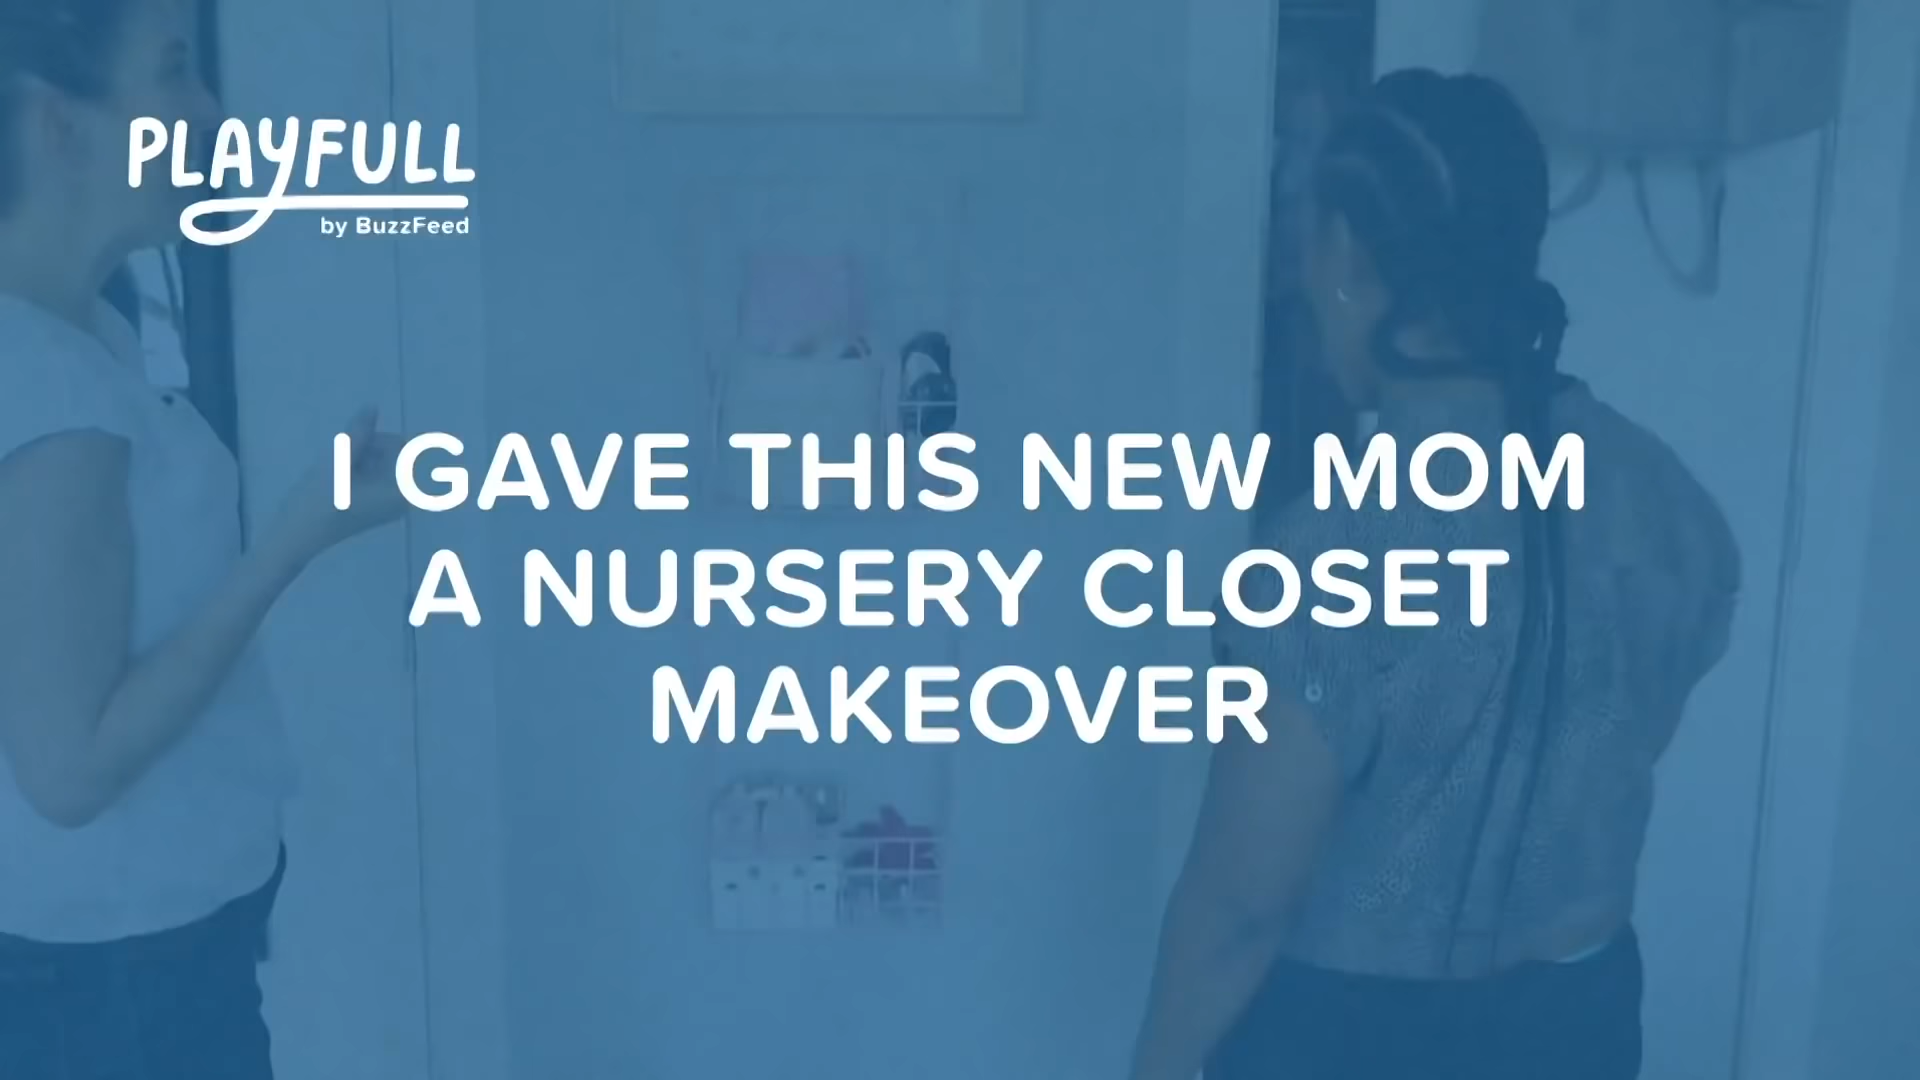 PLAYFULL
by BuzzFeed
I GAVE THIS NEW MOM
A NURSERY CLOSET
MAKEOVER